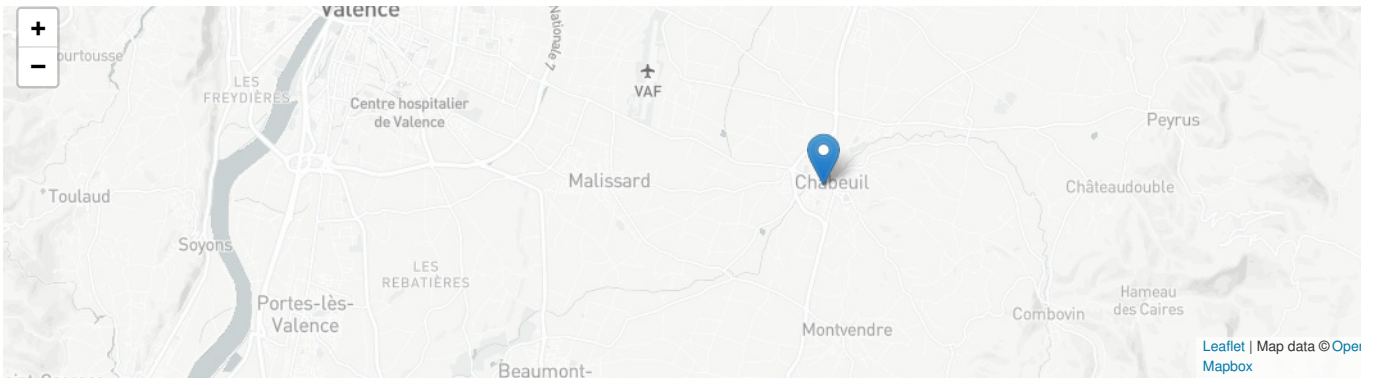 Valence
+
−
ourtousse
Nationale 7
LES
FREYDIÈRES
Centre hospitalier
de Valence
VAF
Peyrus
Malissard
Chabeuil
Châteaudouble
Toulaud
Soyons
LES
REBATIÈRES
Portes-lès-
Valence
Hameau
des Caires
Combovin
Montvendre
Leaflet | Map data © Open
Mapbox
Beaumont-